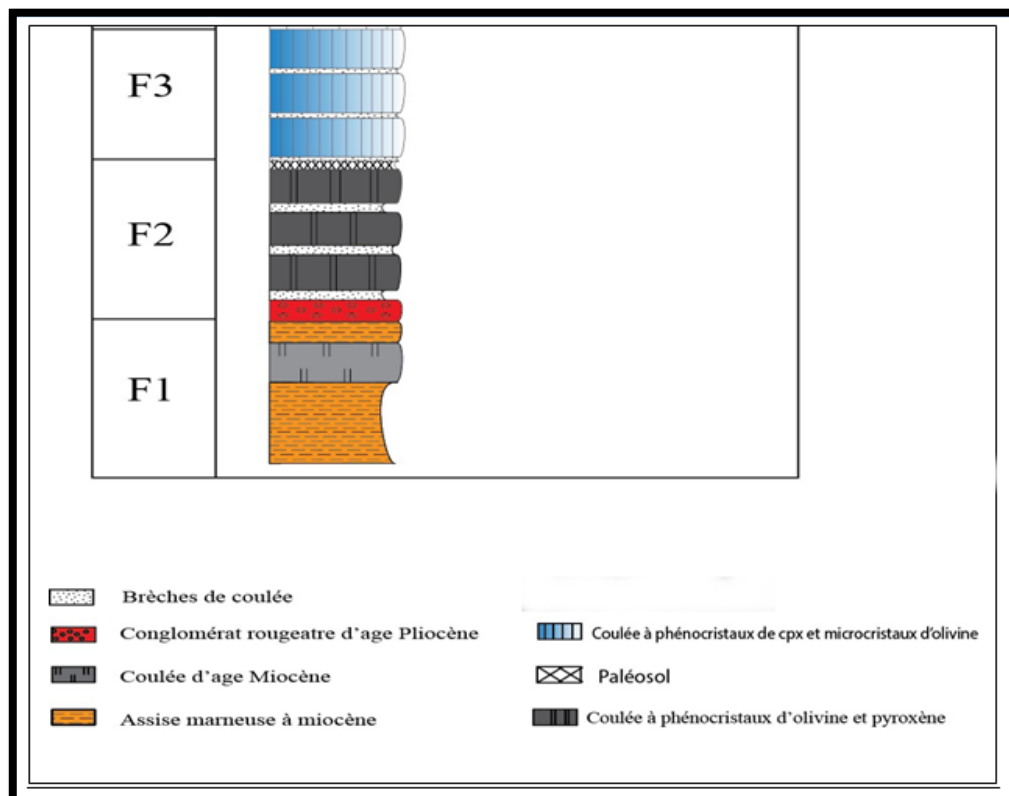 F3
F2
F1
Brèches de coulée
Conglomérat rougeatre d'age Pliocène
Coulée d'age Miocène
Assise marneuse à miocène
Coulée à phénocristaux de cpx et microcristaux d'olivine
Paléosol
Coulée à phénocristaux d'olivine et pyroxène